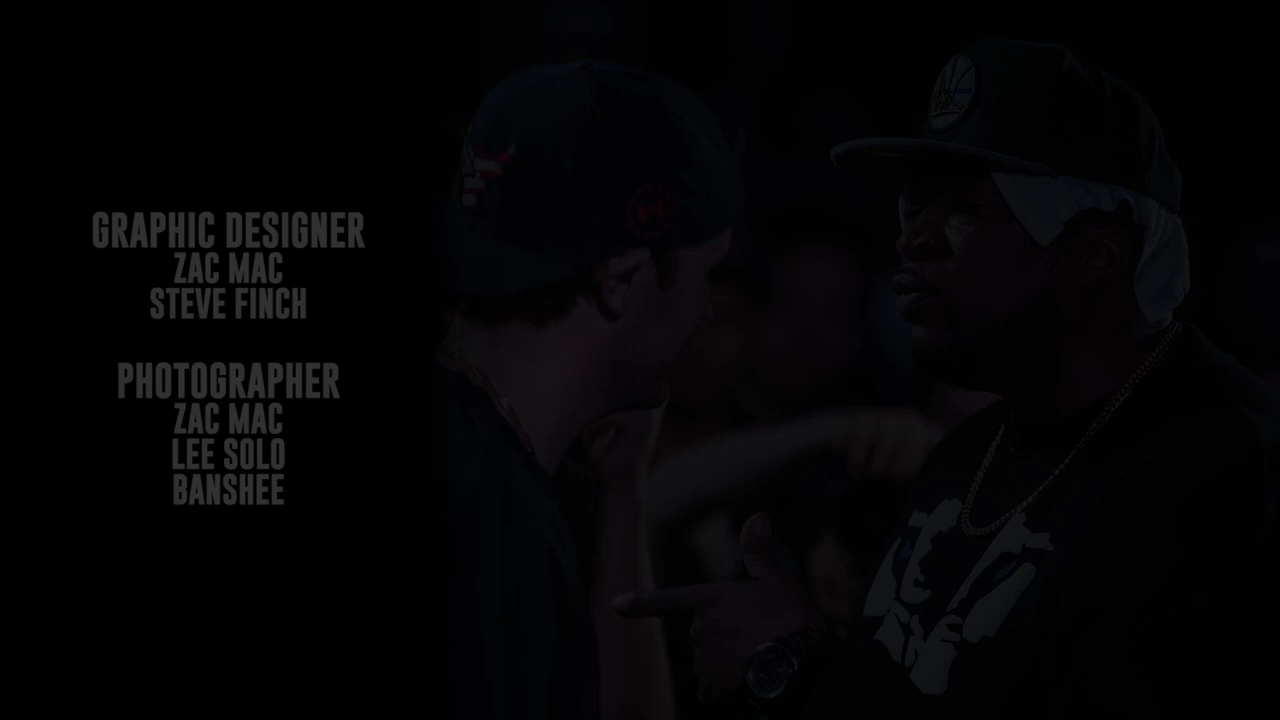 GRAPHIC DESIGNER
ZAC MAC
STEVE FINCH
PHOTOGRAPHER
ZAC MAC
LEE SOLO
BANSHEE